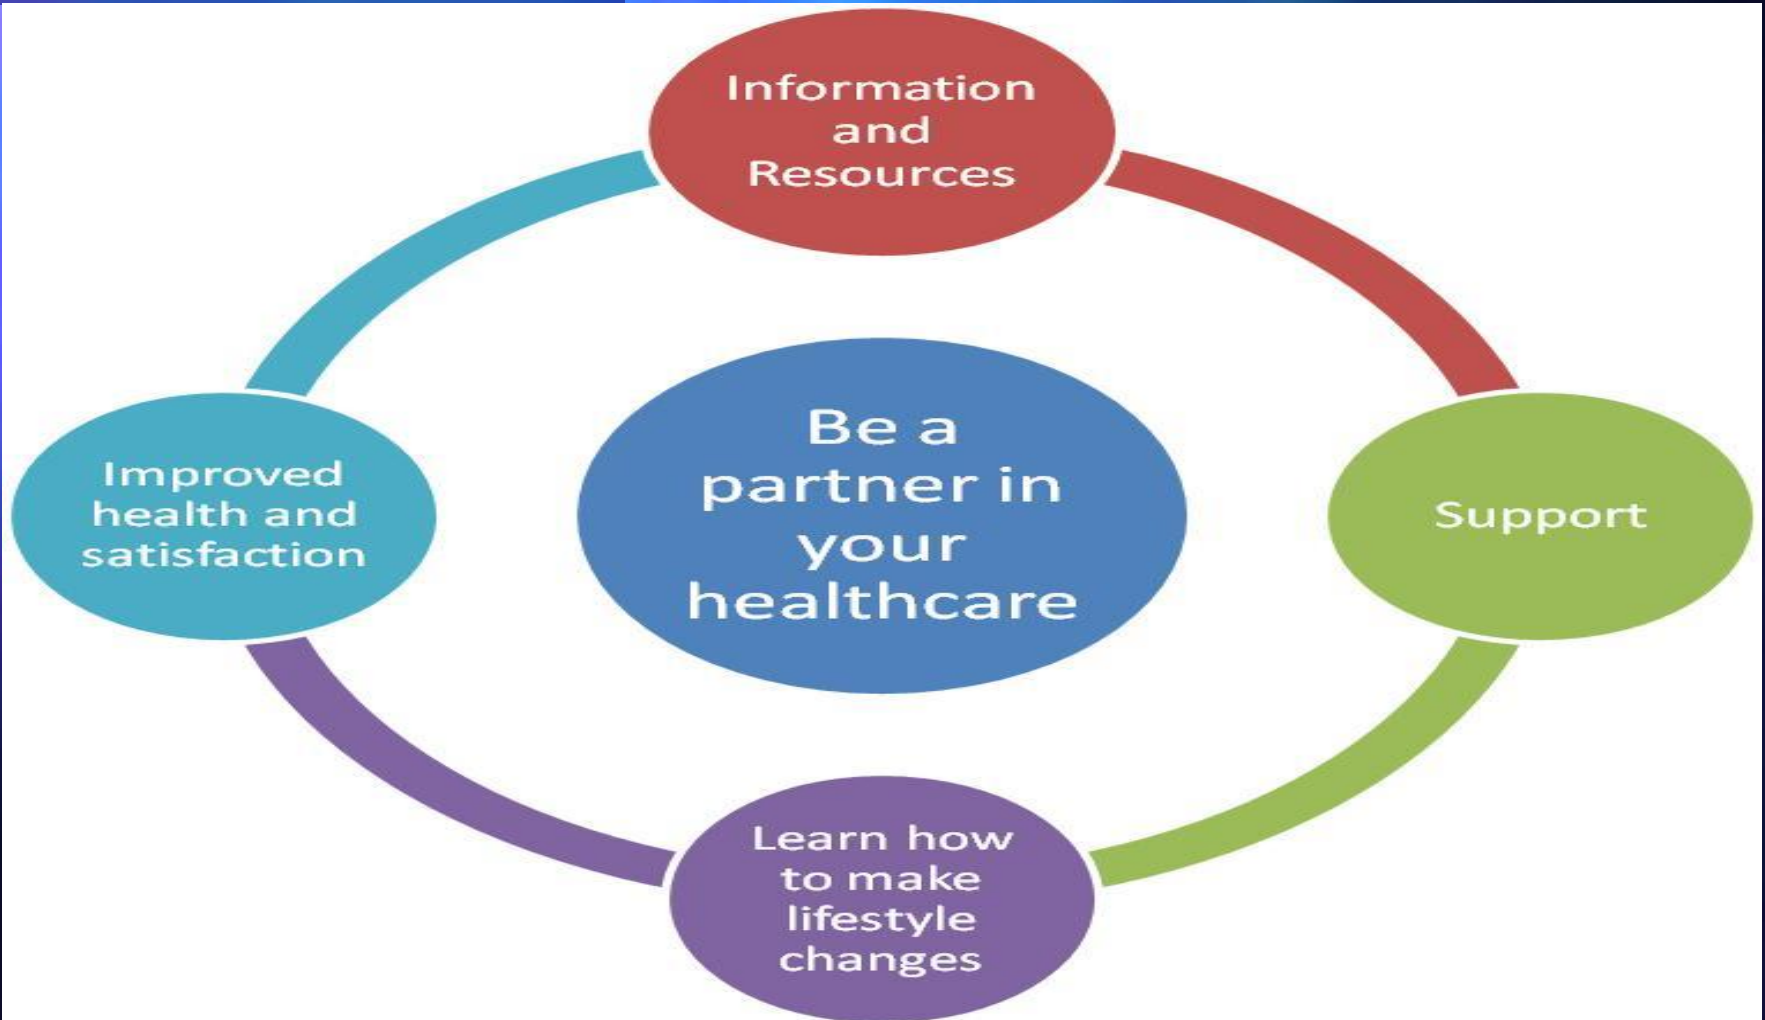 Information
and
Resources
Be a
partner in
your
healthcare
Improved
health and
satisfaction
Support
Learn how
to make
lifestyle
changes